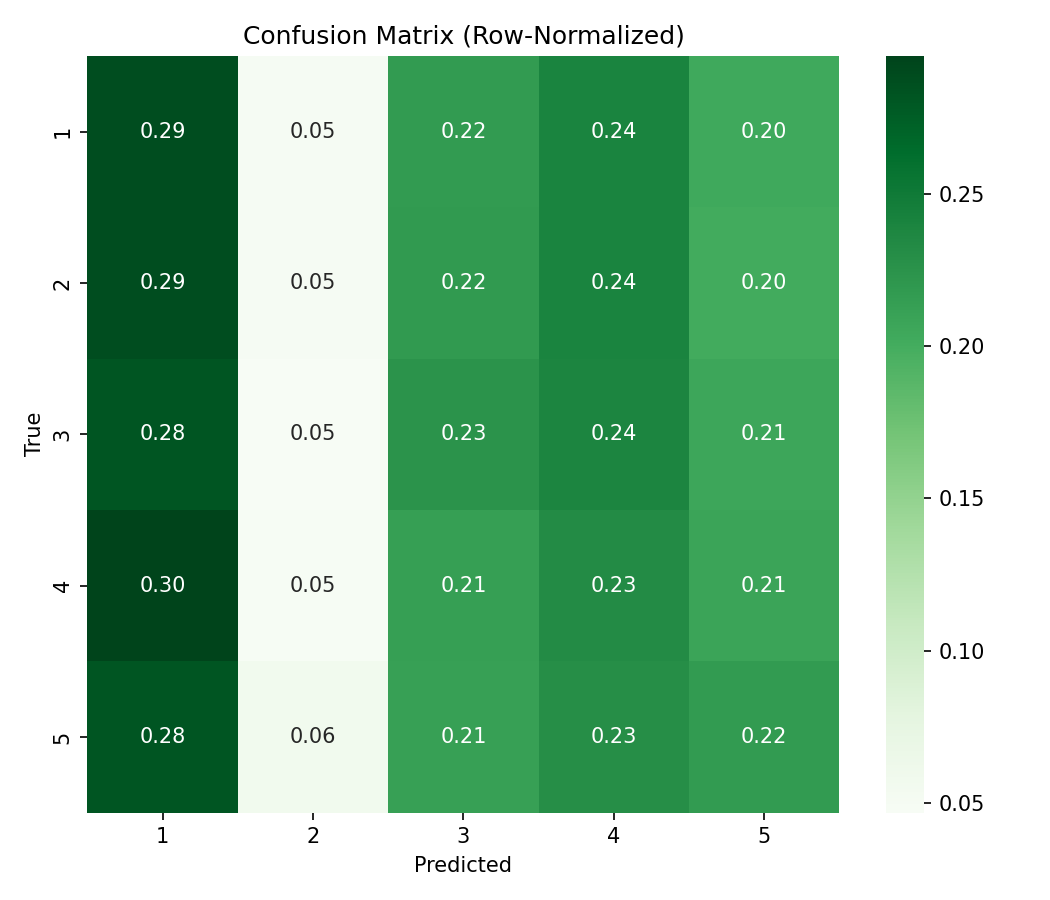 Confusion Matrix (Row-Normalized)
1 0.29 0.05 0.22 0.24 0.20
2 0.29 0.05 0.22 0.24 0.20
3 0.28 0.05 0.23 0.24 0.21
4 0.30 0.05 0.21 0.23 0.21
5 0.28 0.06 0.21 0.23 0.22
True
1 2 3 4 5
Predicted
0.25
0.20
0.15
0.10
0.05